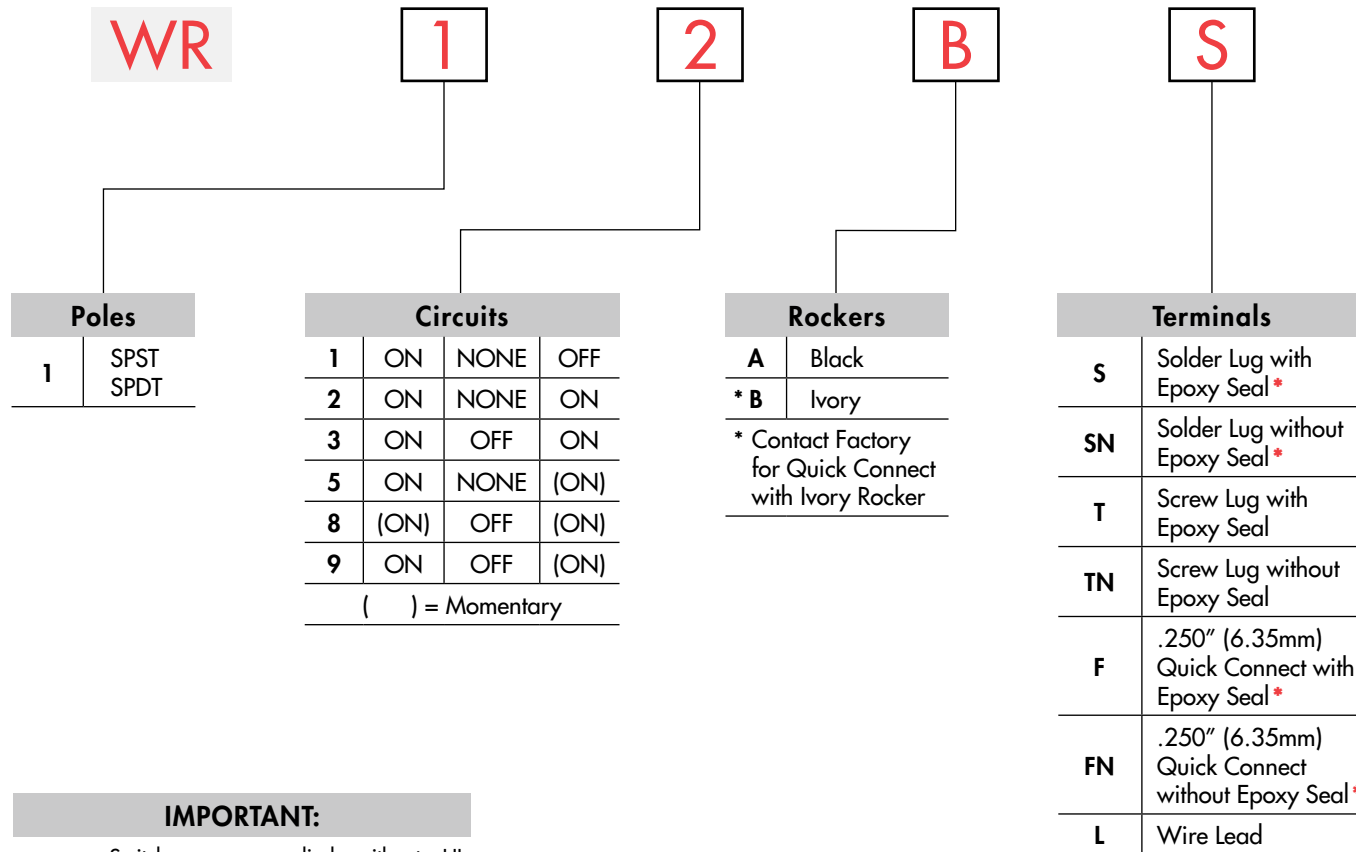 WR 1 2 B S
Poles
1 SPST
SPDT
Circuits
1 ON NONE OFF
2 ON NONE ON
3 ON OFF ON
5 ON NONE (ON)
8 (ON) OFF (ON)
9 ON OFF (ON)
( ) = Momentary
Rockers
A Black
* B Ivory
* Contact Factory
for Quick Connect
with Ivory Rocker
Terminals
S Solder Lug with
Epoxy Seal *
SN Solder Lug without
Epoxy Seal *
T Screw Lug with
Epoxy Seal
TN Screw Lug without
Epoxy Seal
F .250” (6.35mm)
Quick Connect with
Epoxy Seal *
FN .250” (6.35mm)
Quick Connect
without Epoxy Seal *
L Wire Lead
IMPORTANT: